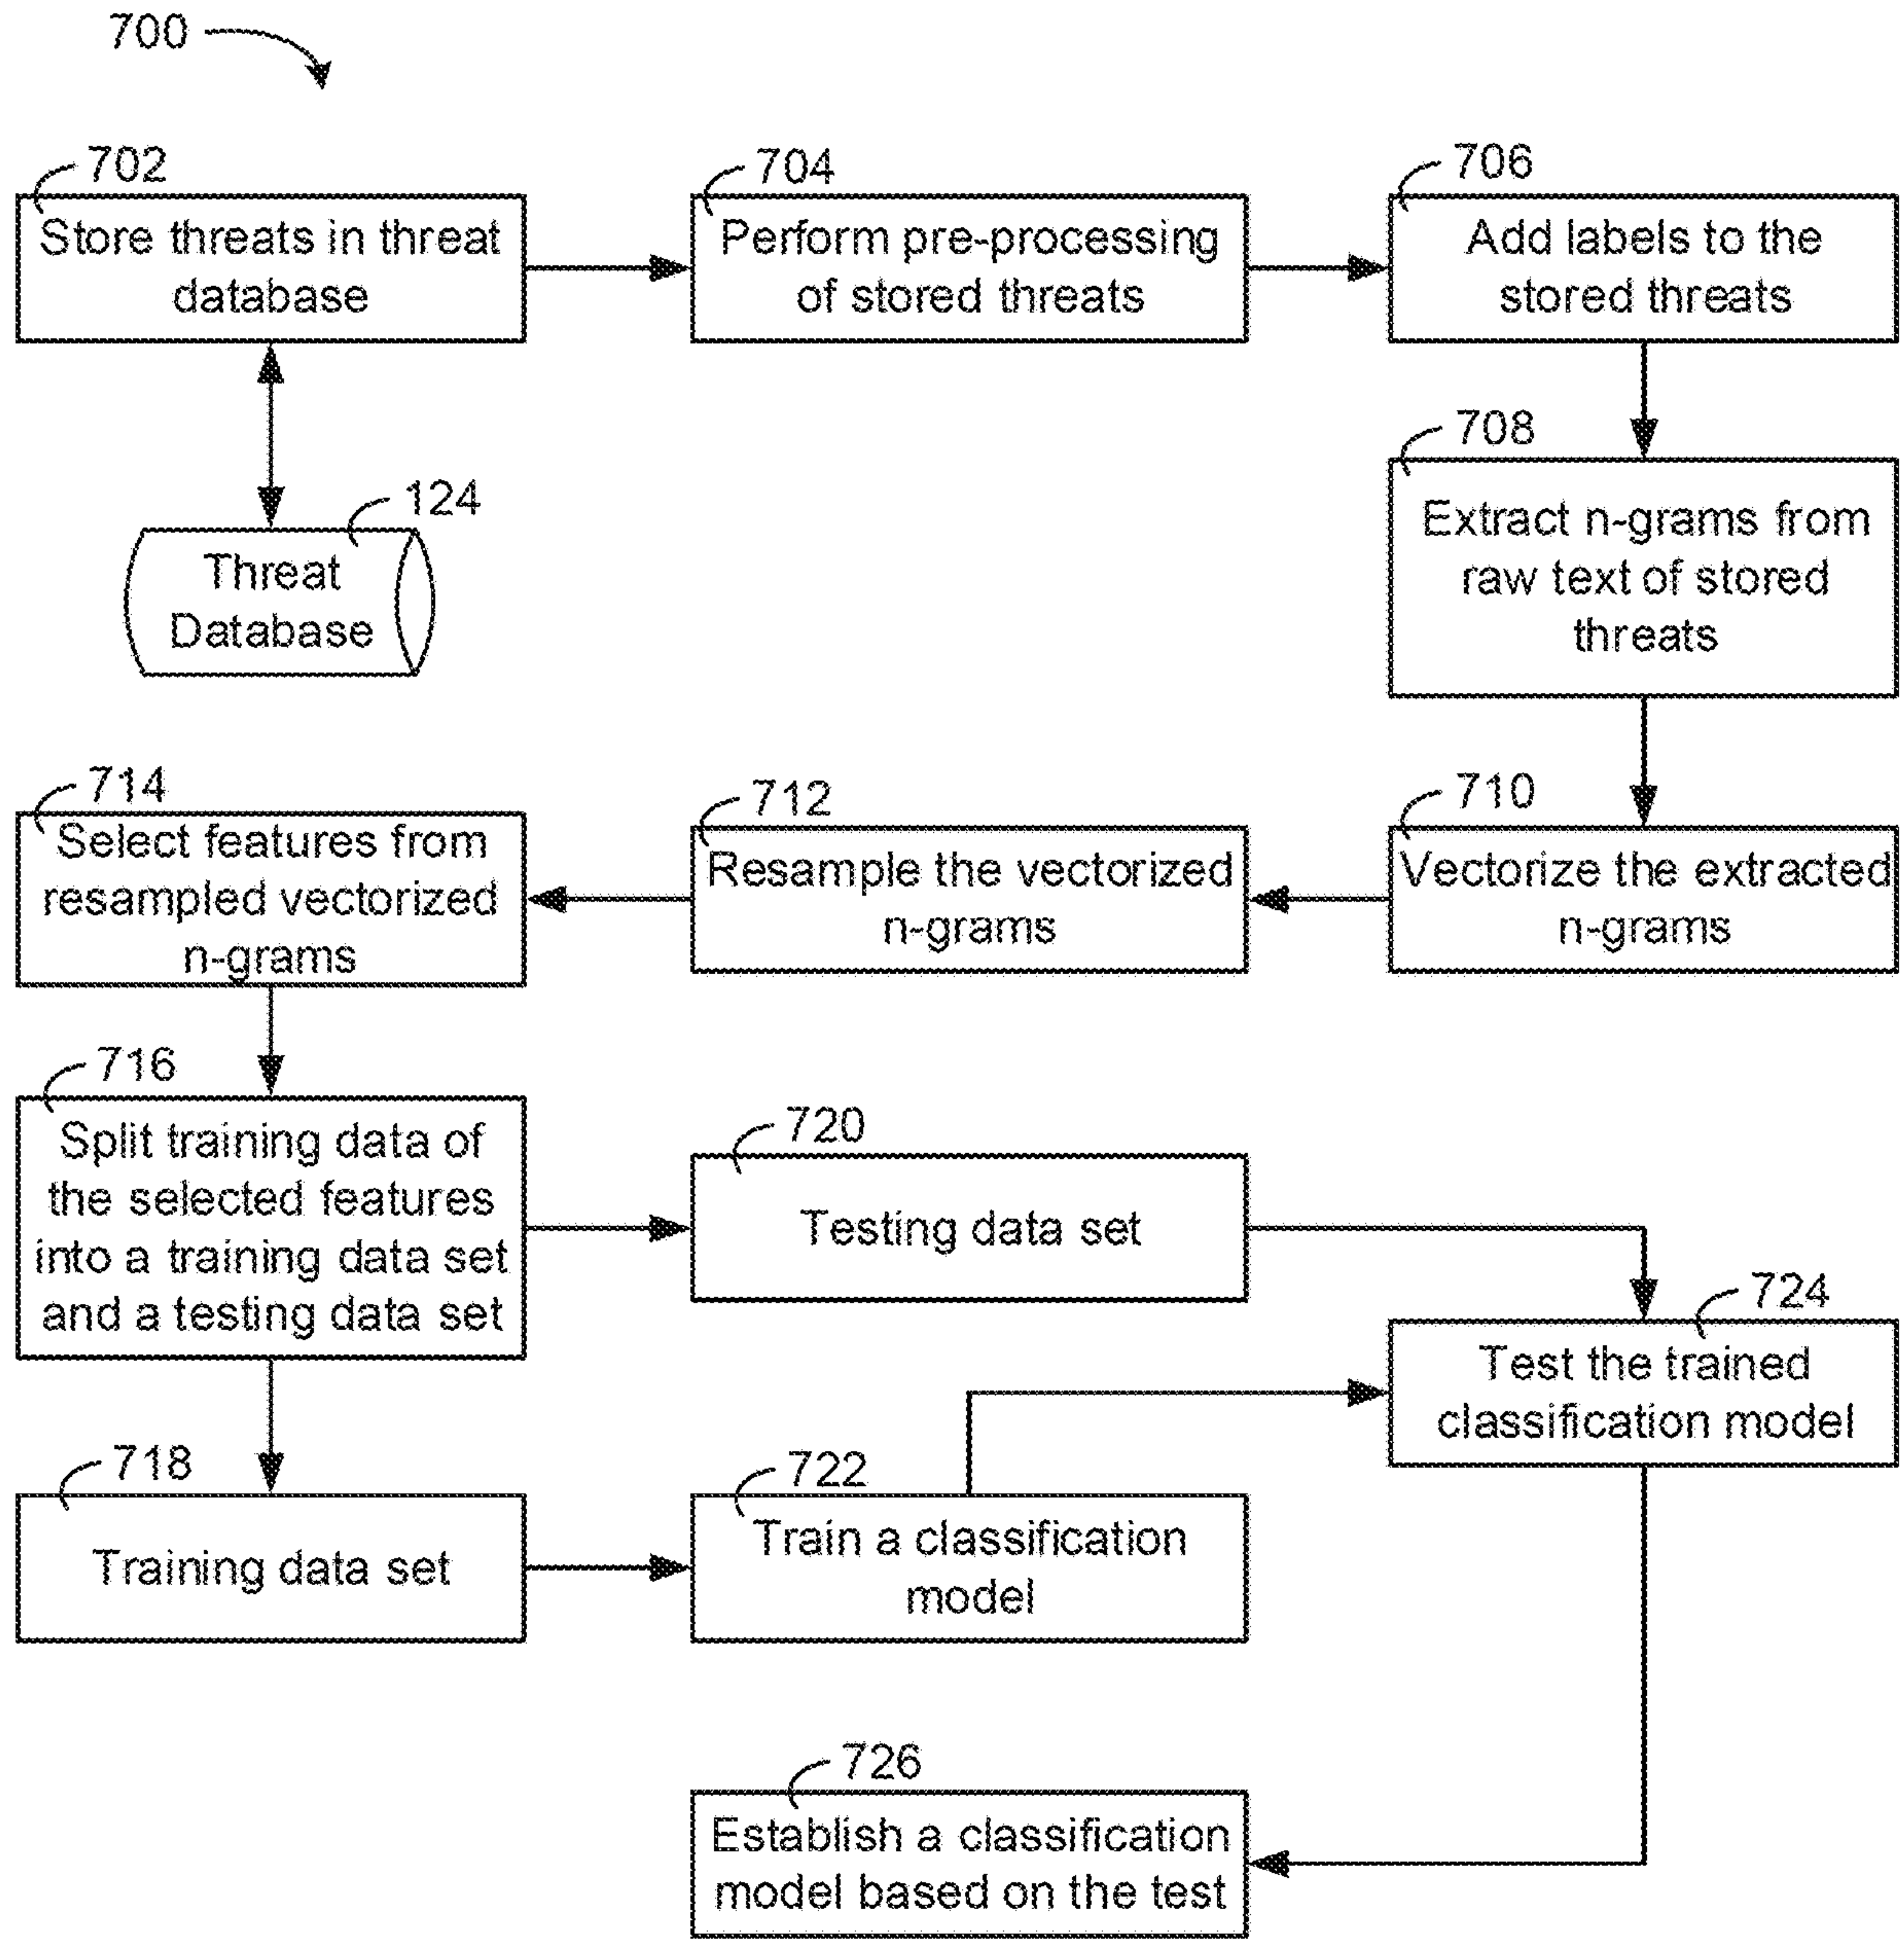 700
702
Store threats in threat
database
704
Perform pre-processing
of stored threats
706
Add labels to the
stored threats
124
Threat
Database
708
Extract n-grams from
raw text of stored
threats
710
Vectorize the extracted
n-grams
712
Resample the vectorized
n-grams
714
Select features from
resampled vectorized
n-grams
716
Split training data of
the selected features
into a training data set
and a testing data set
720
Testing data set
718
Training data set
722
Train a classification
model
724
Test the trained
classification model
726
Establish a classification
model based on the test